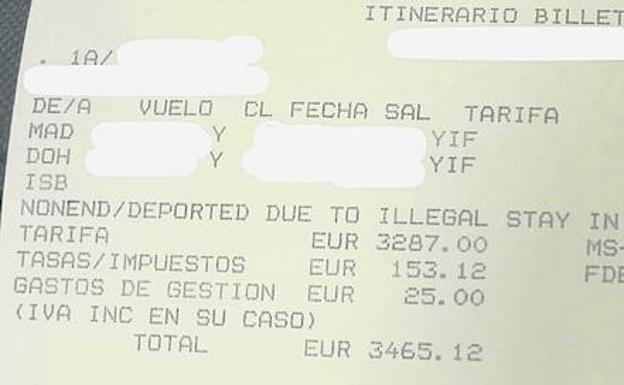 ITINERARIO BILLET
. 1A/
DE/A VUELO CL FECHA SAL TARIFA
MAD Y YIF
DOH Y YIF
ISB
NONEND/DEPORTED DUE TO ILLEGAL STAY IN
TARIFA EUR 3287.00 MS-
TASAS/IMPUESTOS EUR 153.12 FDE
GASTOS DE GESTION EUR 25.00
(IVA INC EN SU CASO)
TOTAL EUR 3465.12